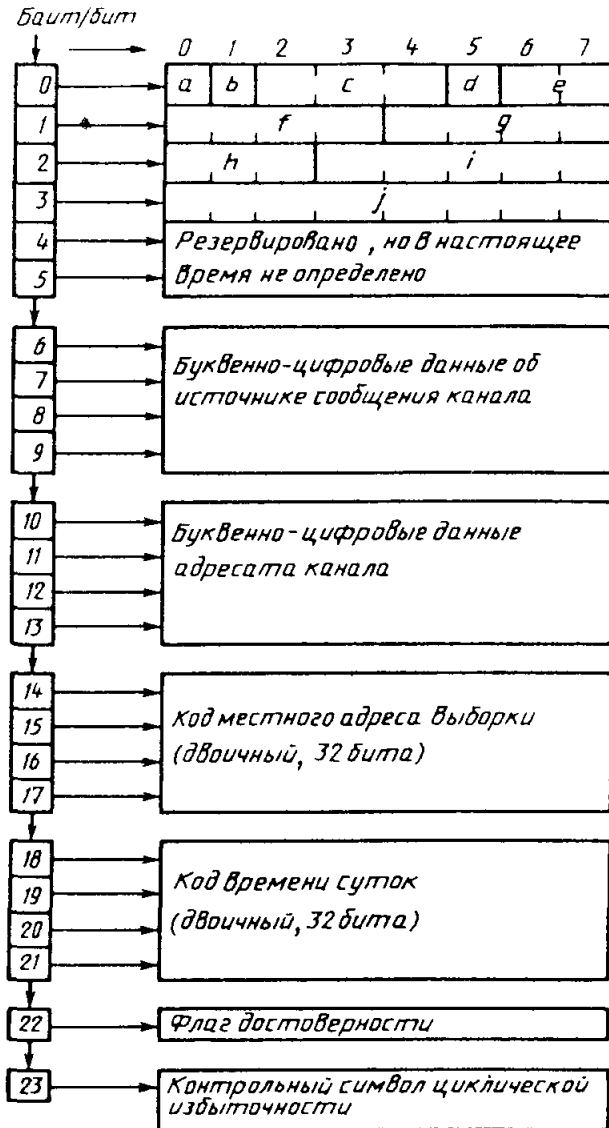 Байт/бит
0 1 2 3 4 5 6 7
0 a b c d e
1 f g
2 h i
3 j
4 Резервировано, но в настоящее
5 время не определено
6
7 Буквенно-цифровые данные об
8 источнике сообщения канала
9
10 Буквенно-цифровые данные
11 адресата канала
12
13
14
15 Код местного адреса выборки
16 (двоичный, 32 бита)
17
18
19 Код времени суток
20 (двоичный, 32 бита)
21
22 Флаг достоверности
23 Контрольный символ циклической
избыточности